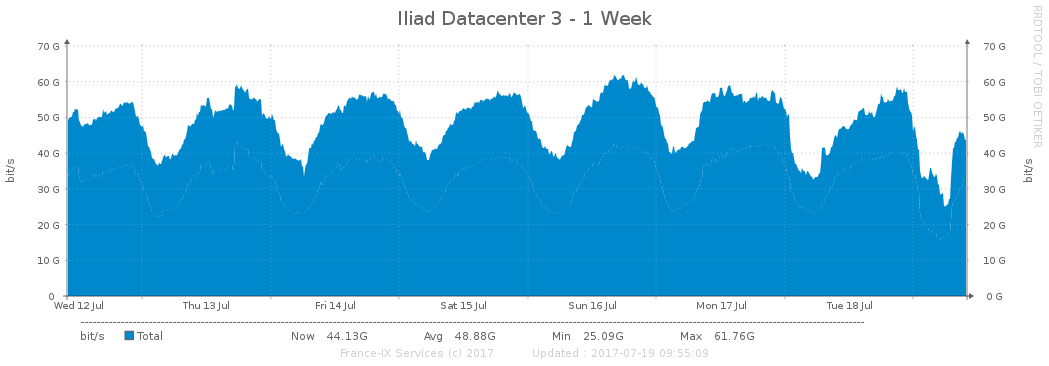 Iliad Datacenter 3 - 1 Week
RRDTOOL / TOBI OETIKER
70 G 70 G
60 G 60 G
50 G 50 G
40 G 40 G
30 G 30 G
20 G 20 G
10 G 10 G
0 0 G
bit/s bit/s
Wed 12 Jul Thu 13 Jul Fri 14 Jul Sat 15 Jul Sun 16 Jul Mon 17 Jul Tue 18 Jul
bit/s Total Now 44.13G Avg 48.88G Min 25.09G Max 61.76G
France-IX Services (c) 2017 Updated : 2017-07-19 09:55:09